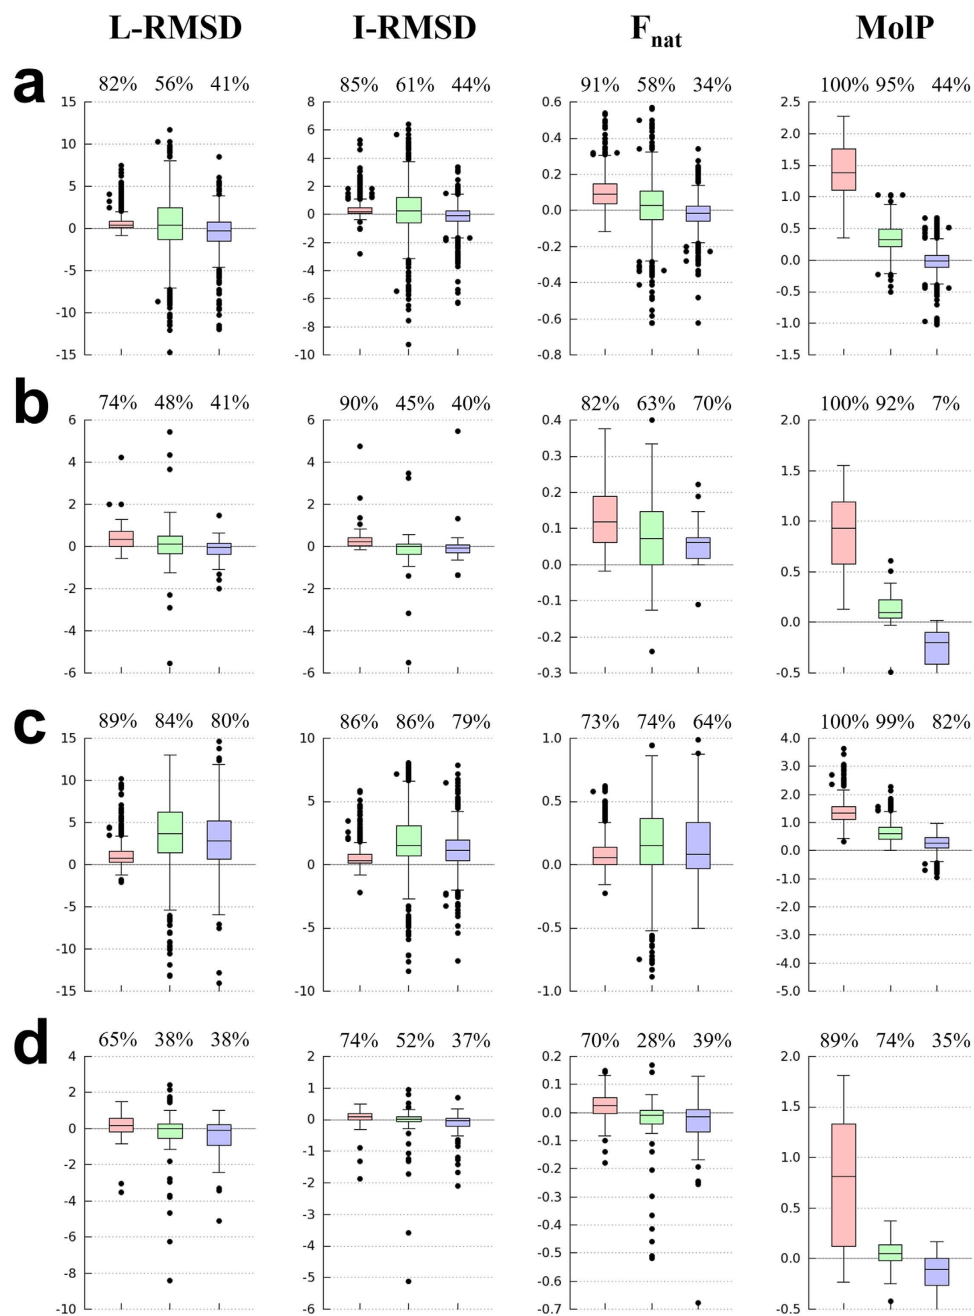 L-RMSD I-RMSD Fnat MolP
a
82% 56% 41% 85% 61% 44% 91% 58% 34% 100% 95% 44%
15 8 0.6 2.5
10 6 0.4 2.0
5 4 0.2 1.5
0 2 0.0 1.0
-5 0 -0.2 0.5
-10 -2 -0.4 0.0
-15 -4 -0.6 -0.5
-6 -0.8 -1.0
-8 -1.5
-10
b
74% 48% 41% 90% 45% 40% 82% 63% 70% 100% 92% 7%
6 6 0.4 2.0
4 4 0.3 1.5
2 2 0.2 1.0
0 0 0.1 0.5
-2 -2 0.0 0.0
-4 -4 -0.1 -0.5
-6 -6 -0.2
-0.3
c
89% 84% 80% 86% 86% 79% 73% 74% 64% 100% 99% 82%
15 10 1.0 4.0
10 5 0.5 3.0
5 0 0.0 2.0
0 -5 -0.5 1.0
-5 -10 -1.0 0.0
-10 -1.0
-15 -2.0
-3.0
-4.0
-5.0
d
65% 38% 38% 74% 52% 37% 70% 28% 39% 89% 74% 35%
4 2 0.2 2.0
2 1 0.1 1.5
0 0 0.0 1.0
-2 -1 -0.1 0.5
-4 -2 -0.2 0.0
-6 -3 -0.3 -0.5
-8 -4 -0.4
-10 -5 -0.5
-6 -0.6
-0.7